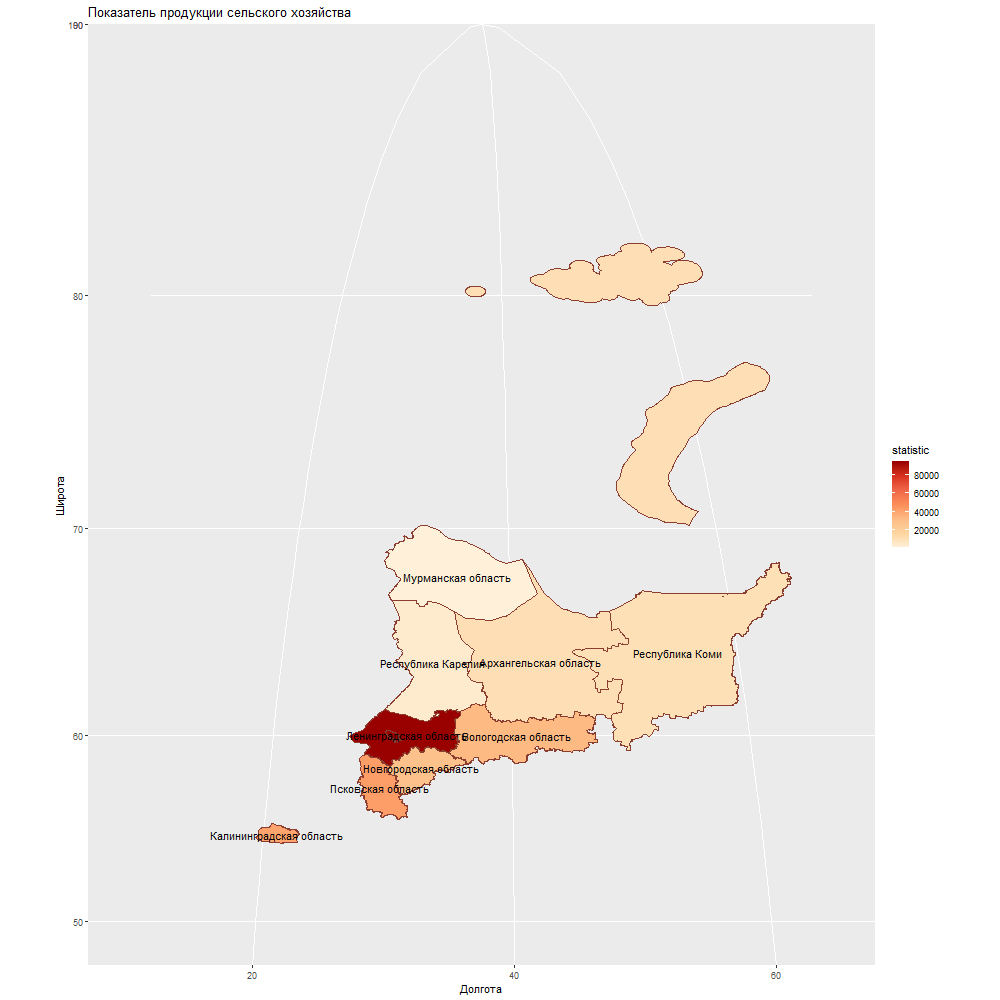 Показатель продукции сельского хозяйства
80
70
60
50
Широта
20
40
60
Долгота
Мурманская область
Республика Карелия
Архангельская область
Республика Коми
Ленинградская область
Вологодская область
Новгородская область
Псковская область
Калининградская область
statistic
80000
60000
40000
20000